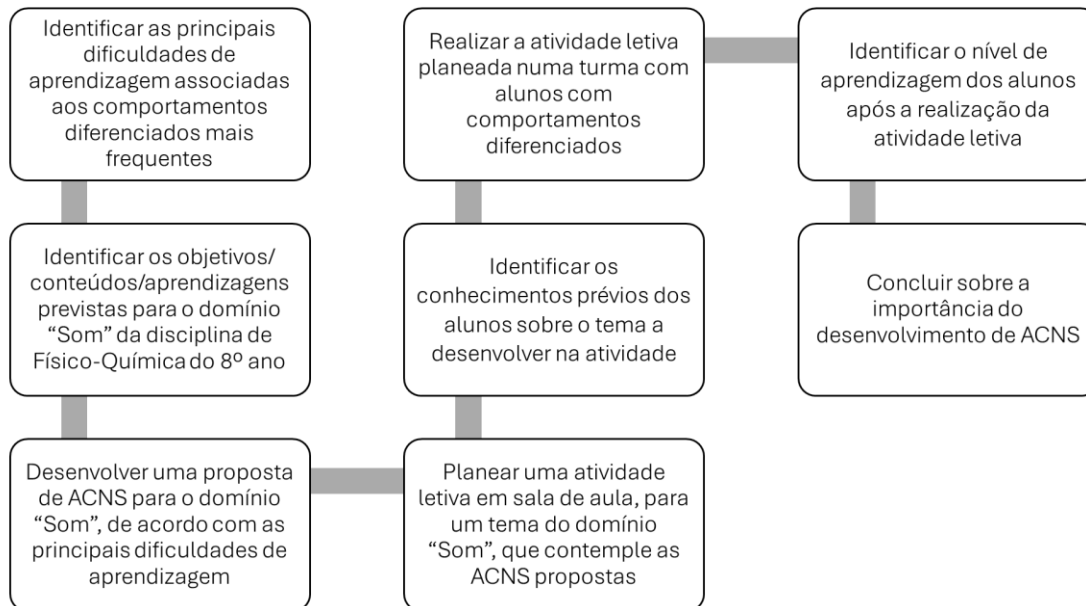 Identificar as principais
dificuldades de
aprendizagem associadas
aos comportamentos
diferenciados mais
frequentes
Identificar os objetivos/
conteúdos/aprendizagens
previstas para o domínio
“Som” da disciplina de
Físico-Química do 8º ano
Desenvolver uma proposta
de ACNS para o domínio
“Som”, de acordo com as
principais dificuldades de
aprendizagem
Planear uma atividade
letiva em sala de aula, para
um tema do domínio
“Som”, que contemple as
ACNS propostas
Identificar os
conhecimentos prévios dos
alunos sobre o tema a
desenvolver na atividade
Realizar a atividade letiva
planeada numa turma com
alunos com
comportamentos
diferenciados
Identificar o nível de
aprendizagem dos alunos
após a realização da
atividade letiva
Concluir sobre a
importância do
desenvolvimento de ACNS